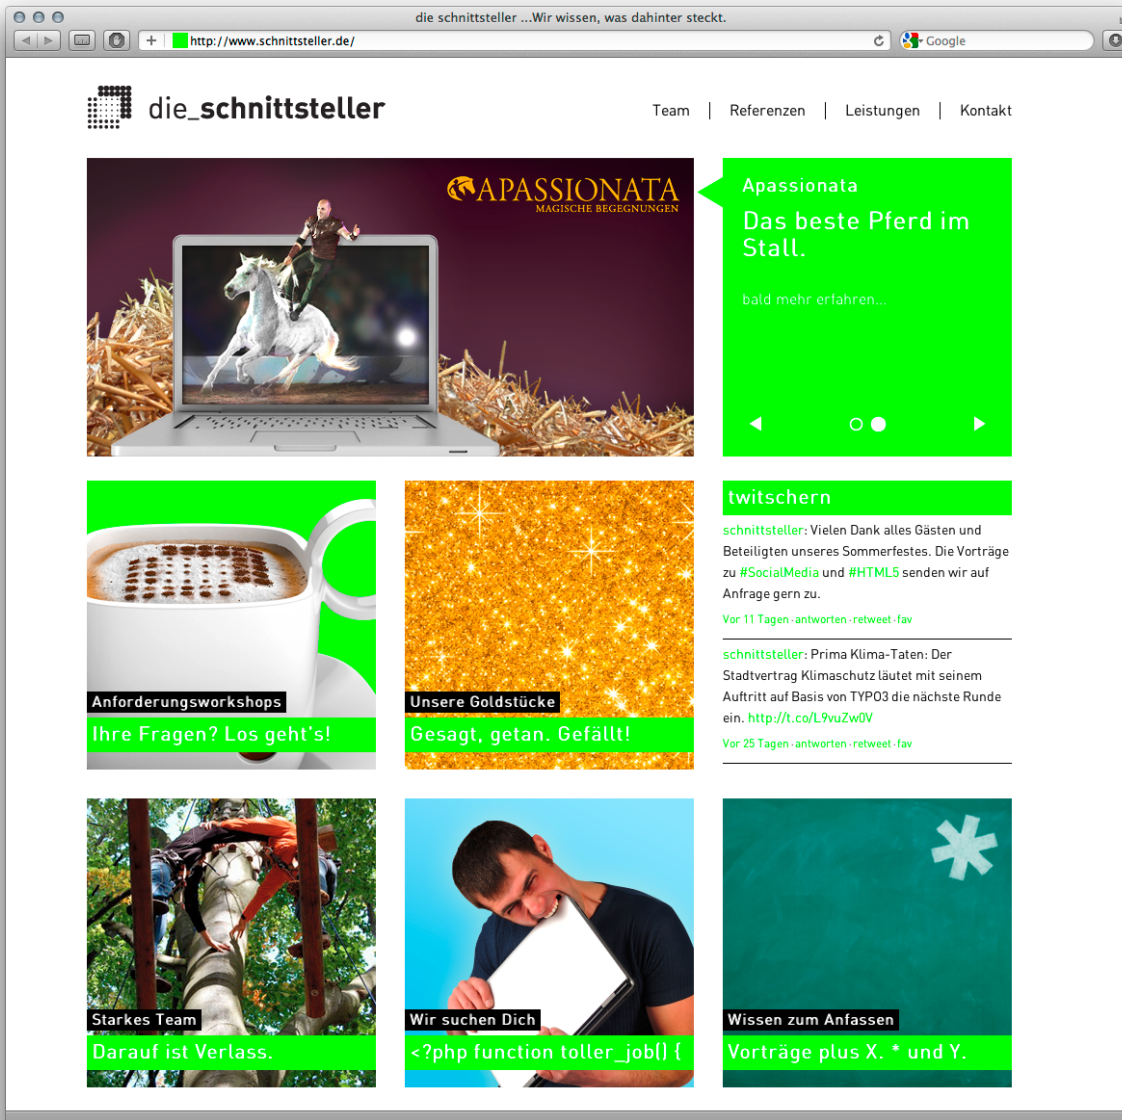 die schnittsteller ...Wir wissen, was dahinter steckt.
http://www.schnittsteller.de/
Google
die_schnittsteller
Team
Referenzen
Leistungen
Kontakt
APASSIONATA
MAGISCHE BEGEGNUNGEN
Apassionata
Das beste Pferd im
Stall.
bald mehr erfahren...
Anforderungsworkshops
Ihre Fragen? Los geht's!
Unsere Goldstücke
Gesagt, getan. Gefällt!
twitschern
schnittsteller: Vielen Dank alles Gästen und
Beteiligten unseres Sommerfestes. Die Vorträge
zu #SocialMedia und #HTML5 senden wir auf
Anfrage gern zu.
Vor 11 Tagen · antworten · retweet · fav
schnittsteller: Prima Klima-Taten: Der
Stadtvertrag Klimaschutz läutet mit seinem
Auftritt auf Basis von TYPO3 die nächste Runde
ein. http://t.co/L9vuZw0V
Vor 25 Tagen · antworten · retweet · fav
Starkes Team
Darauf ist Verlass.
Wir suchen Dich
<?php function toller_job() {
Wissen zum Anfassen
Vorträge plus X. * und Y.